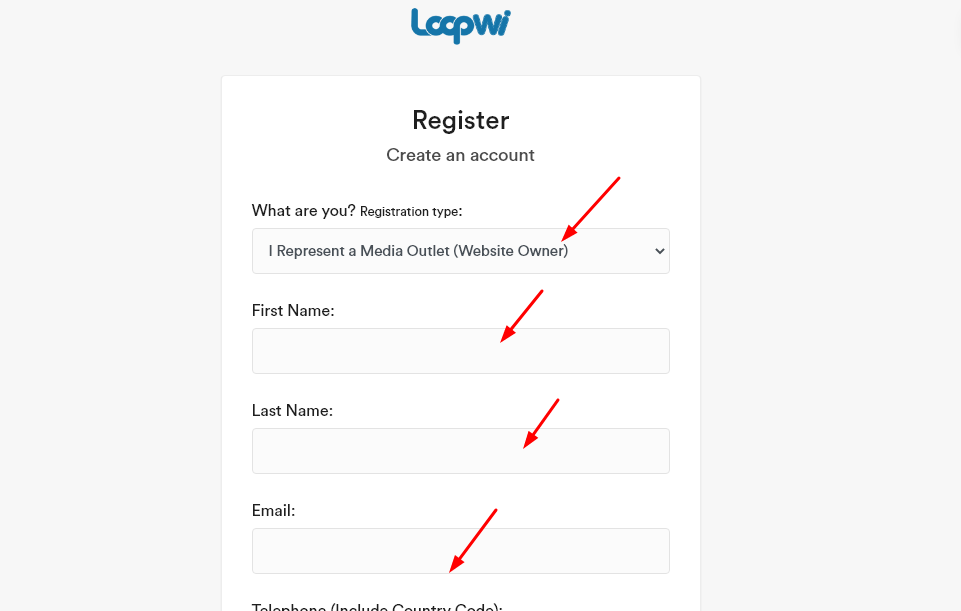 Loopwi
Register
Create an account
What are you? Registration type:
I Represent a Media Outlet (Website Owner)
First Name:
Last Name:
Email:
Telephone (Include Country Code):